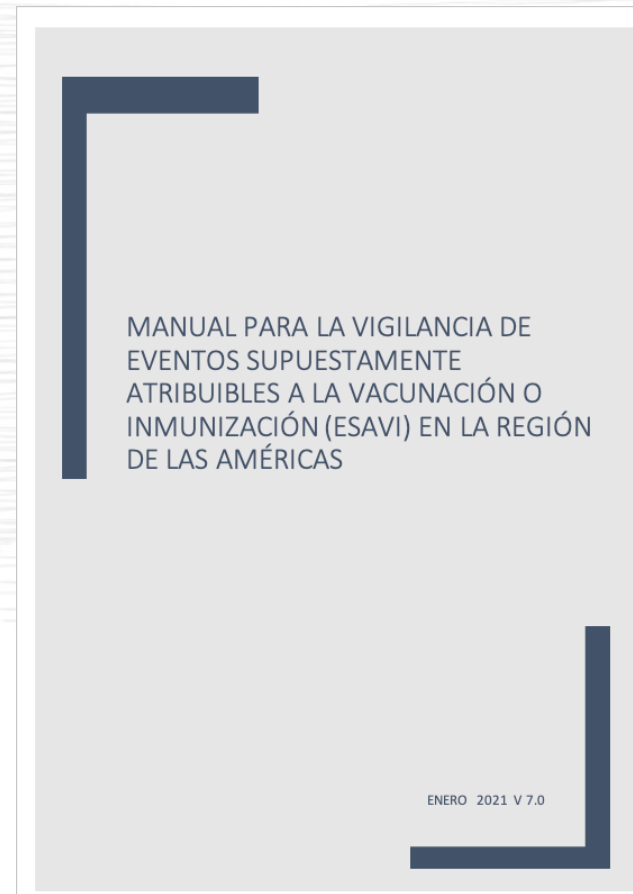 MANUAL PARA LA VIGILANCIA DE
EVENTOS SUPUESTAMENTE
ATRIBUIBLES A LA VACUNACIÓN O
INMUNIZACIÓN (ESAVI) EN LA REGIÓN
DE LAS AMÉRICAS
ENERO 2021 V 7.0